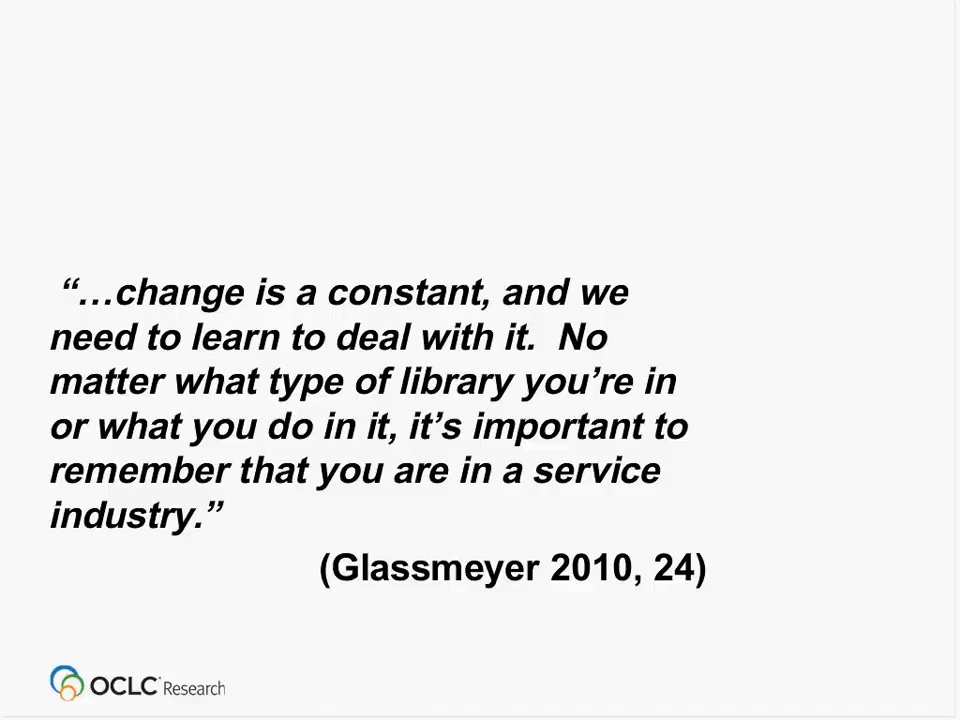 “…change is a constant, and we
need to learn to deal with it.  No
matter what type of library you’re in
or what you do in it, it’s important to
remember that you are in a service
industry.”
(Glassmeyer 2010, 24)
OCLC Research